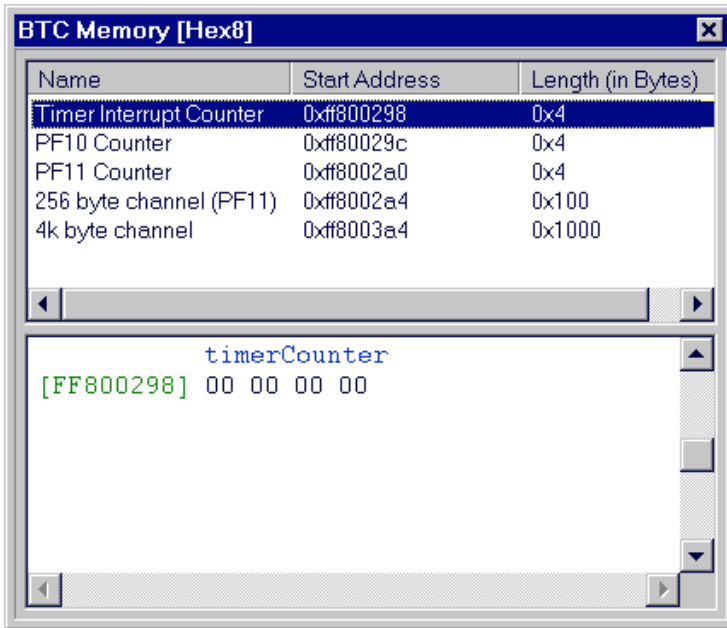 BTC Memory [Hex8]
Name Start Address Length (in Bytes)
Timer Interrupt Counter 0xff800298 0x4
PF10 Counter 0xff80029c 0x4
PF11 Counter 0xff8002a0 0x4
256 byte channel (PF11) 0xff8002a4 0x100
4k byte channel 0xff8003a4 0x1000
timerCounter
[FF800298] 00 00 00 00